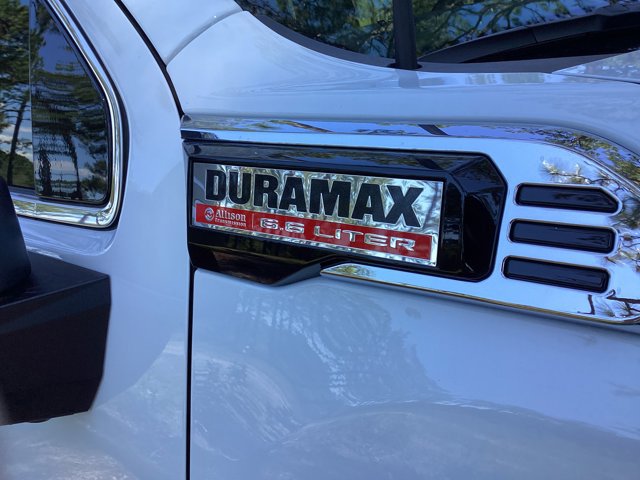 DURAMAX
Allison
Transmission
6.6 LITER